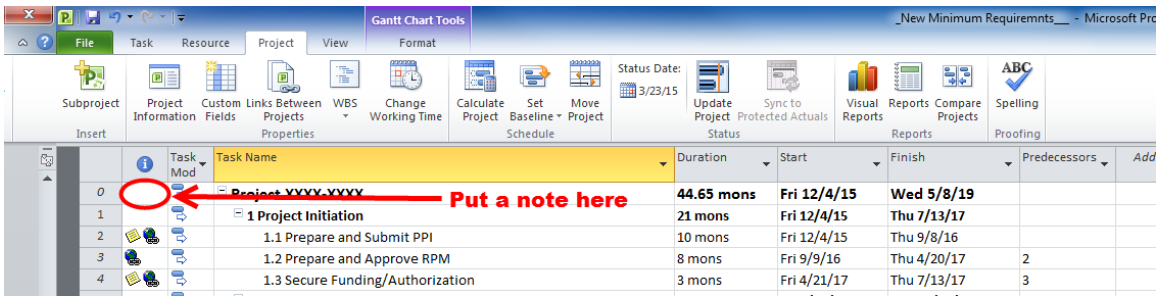 Gantt Chart Tools
_New Minimum Requiremnts__ - Microsoft Pro
File Task Resource Project View Format
Subproject
Project Information
Custom Fields
Links Between Projects
WBS
Change Working Time
Calculate Project
Set Baseline
Move Project
Status Date:
3/23/15
Update Project
Sync to Protected Actuals
Visual Reports
Reports
Compare Projects
ABC
Spelling
Insert Properties Schedule Status Reports Proofing
Task Mod Task Name Duration Start Finish Predecessors Add
0 Project XXXX-XXXX 44.65 mons Fri 12/4/15 Wed 5/8/19
Put a note here
1 1 Project Initiation 21 mons Fri 12/4/15 Thu 7/13/17
2 1.1 Prepare and Submit PPI 10 mons Fri 12/4/15 Thu 9/8/16
3 1.2 Prepare and Approve RPM 8 mons Fri 9/9/16 Thu 4/20/17 2
4 1.3 Secure Funding/Authorization 3 mons Fri 4/21/17 Thu 7/13/17 3